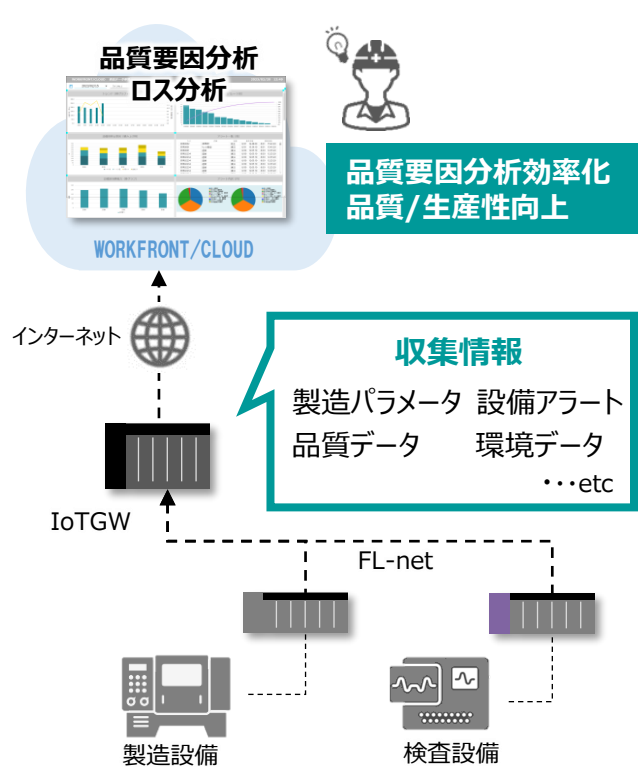 品質要因分析
ロス分析
WORKFRONT/CLOUD
品質要因分析効率化
品質/生産性向上
インターネット
収集情報
製造パラメータ 設備アラート
品質データ 環境データ
・・・etc
IoTGW
FL-net
製造設備
検査設備